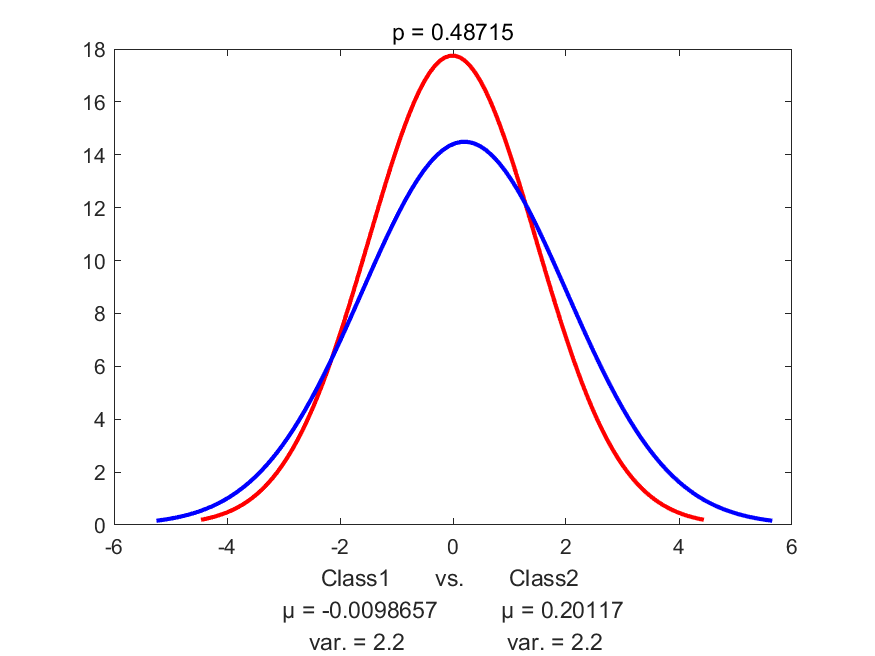 p = 0.48715
18
16
14
12
10
8
6
4
2
0
-6 -4 -2 0 2 4 6
Class1 vs. Class2
μ = -0.0098657 μ = 0.20117
var. = 2.2 var. = 2.2